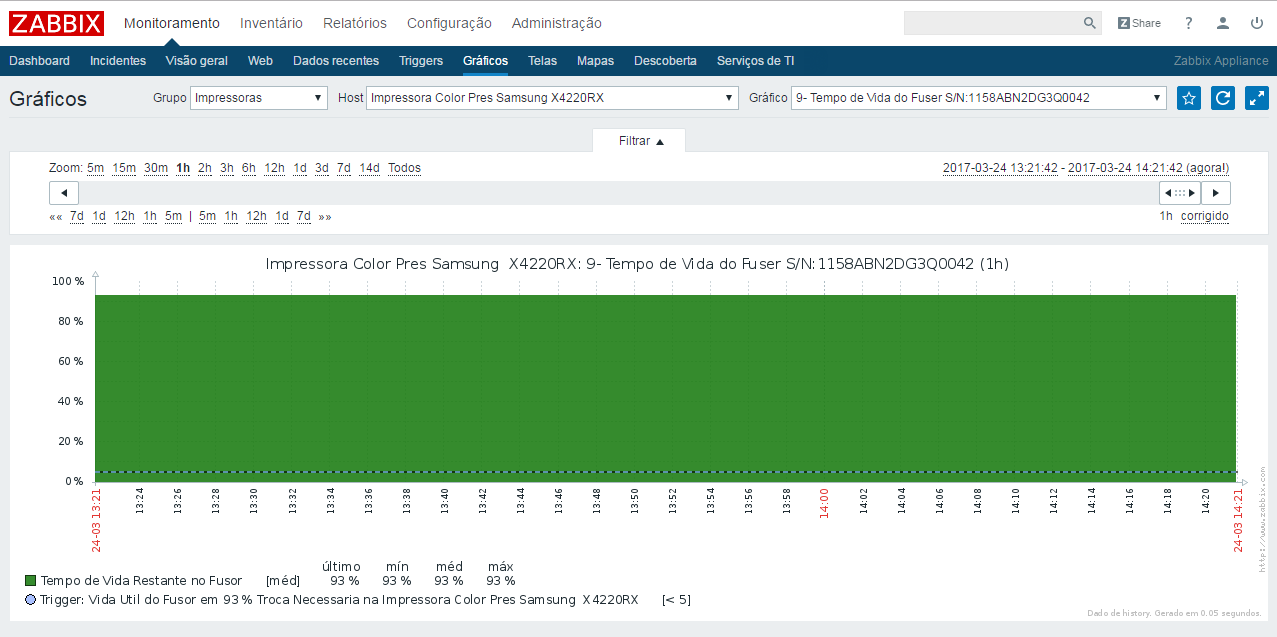 ZABBIX Monitoramento Inventário Relatórios Configuração Administração Z Share ?
Dashboard Incidentes Visão geral Web Dados recentes Triggers Gráficos Telas Mapas Descoberta Serviços de TI Zabbix Appliance
Gráficos Grupo Impressoras Host Impressora Color Pres Samsung X4220RX Gráfico 9- Tempo de Vida do Fuser S/N:1158ABN2DG3Q0042
Filtrar ▲
Zoom: 5m 15m 30m 1h 2h 3h 6h 12h 1d 3d 7d 14d Todos 2017-03-24 13:21:42 - 2017-03-24 14:21:42 (agora!)
«« 7d 1d 12h 1h 5m | 5m 1h 12h 1d 7d »» 1h corrigido
Impressora Color Pres Samsung X4220RX: 9- Tempo de Vida do Fuser S/N:1158ABN2DG3Q0042 (1h)
100 %
80 %
60 %
40 %
20 %
0 %
24-03 13:21 13:24 13:26 13:28 13:30 13:32 13:34 13:36 13:38 13:40 13:42 13:44 13:46 13:48 13:50 13:52 13:54 13:56 13:58 14:00 14:02 14:04 14:06 14:08 14:10 14:12 14:14 14:16 14:18 14:20 24-03 14:21
http://www.zabbix.com
último mín méd máx
Tempo de Vida Restante no Fusor [méd] 93 % 93 % 93 % 93 %
Trigger: Vida Util do Fusor em 93 % Troca Necessaria na Impressora Color Pres Samsung X4220RX [< 5]
Dado de history. Gerado em 0.05 segundos.